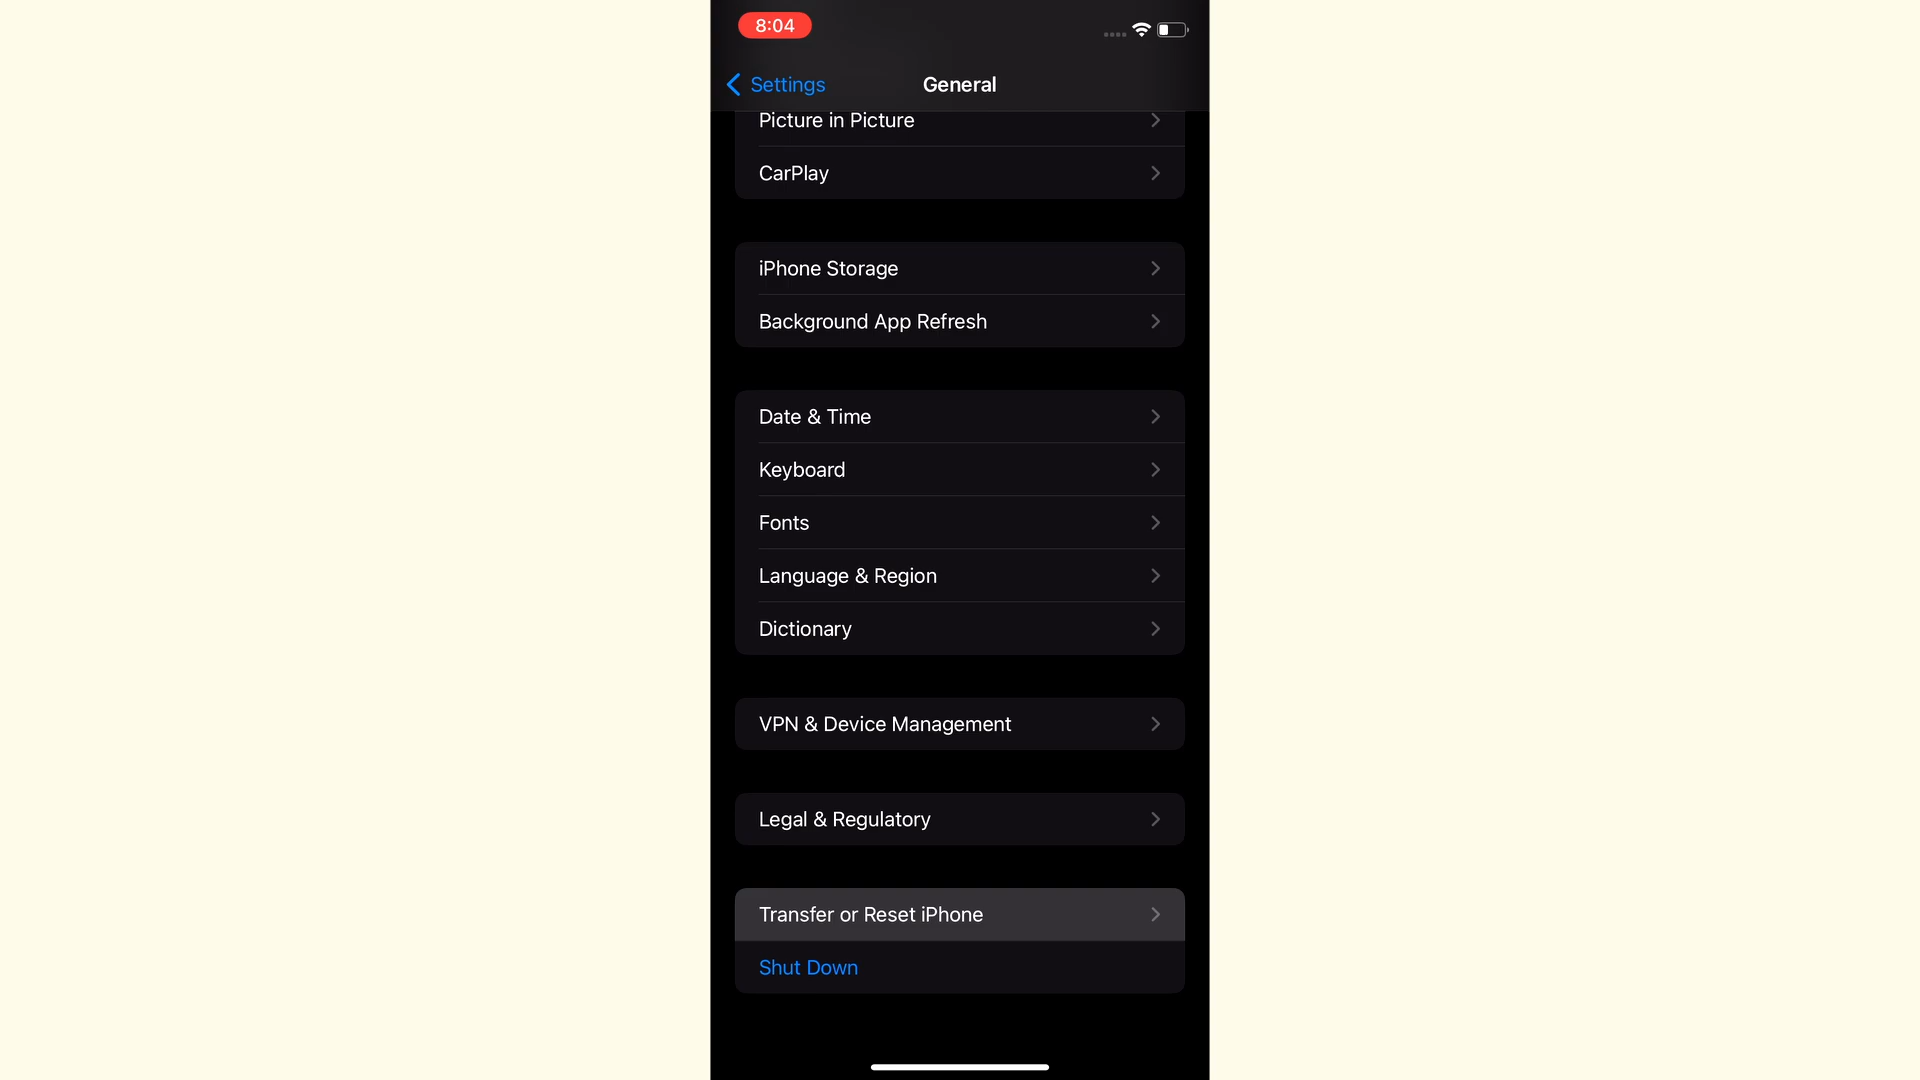 8:04
Settings
General
Picture in Picture
CarPlay
iPhone Storage
Background App Refresh
Date & Time
Keyboard
Fonts
Language & Region
Dictionary
VPN & Device Management
Legal & Regulatory
Transfer or Reset iPhone
Shut Down